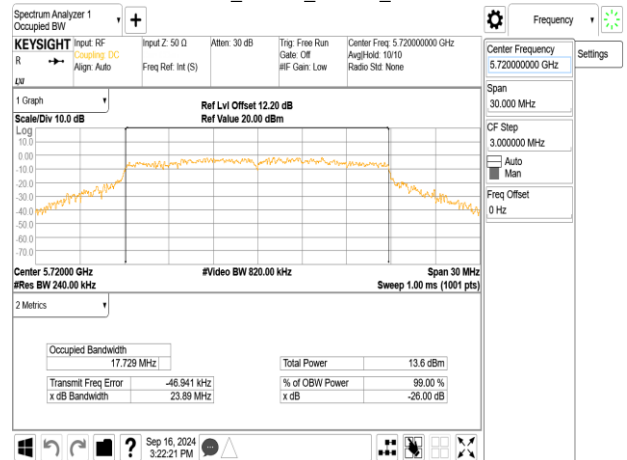 Spectrum Analyzer 1
Occupied BW
Frequency
KEYSIGHT
R
LXI
Input: RF
Coupling: DC
Align: Auto
Input Z: 50 Ω
Freq Ref: Int (S)
Atten: 30 dB
Trig: Free Run
Gate: Off
#IF Gain: Low
Center Freq: 5.720000000 GHz
Avg|Hold: 10/10
Radio Std: None
Center Frequency
5.720000000 GHz
Settings
Span
30.000 MHz
CF Step
3.000000 MHz
Auto
Man
Freq Offset
0 Hz
1 Graph
Scale/Div 10.0 dB
Ref Lvl Offset 12.20 dB
Ref Value 20.00 dBm
Log
10.0
0.00
-10.0
-20.0
-30.0
-40.0
-50.0
-60.0
-70.0
Center 5.72000 GHz
#Res BW 240.00 kHz
#Video BW 820.00 kHz
Span 30 MHz
Sweep 1.00 ms (1001 pts)
2 Metrics
Occupied Bandwidth
17.729 MHz
Transmit Freq Error -46.941 kHz
x dB Bandwidth 23.89 MHz
Total Power 13.6 dBm
% of OBW Power 99.00 %
x dB -26.00 dB
Sep 16, 2024
3:22:21 PM